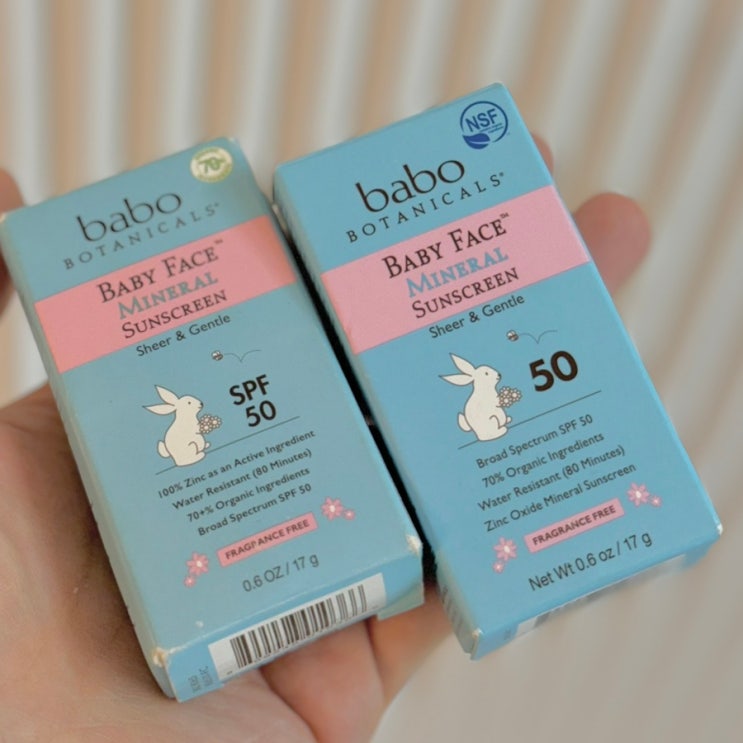 70+
babo
BOTANICALS®
BABY FACE™
MINERAL
SUNSCREEN
Sheer & Gentle
SPF
50
100% Zinc as an Active Ingredient
Water Resistant (80 Minutes)
70+% Organic Ingredients
Broad Spectrum SPF 50
FRAGRANCE FREE
0.6 OZ / 17 g
NSF
babo
BOTANICALS®
BABY FACE™
MINERAL
SUNSCREEN
Sheer & Gentle
50
Broad Spectrum SPF 50
70% Organic Ingredients
Water Resistant (80 Minutes)
Zinc Oxide Mineral Sunscreen
FRAGRANCE FREE
Net Wt 0.6 oz / 17 g